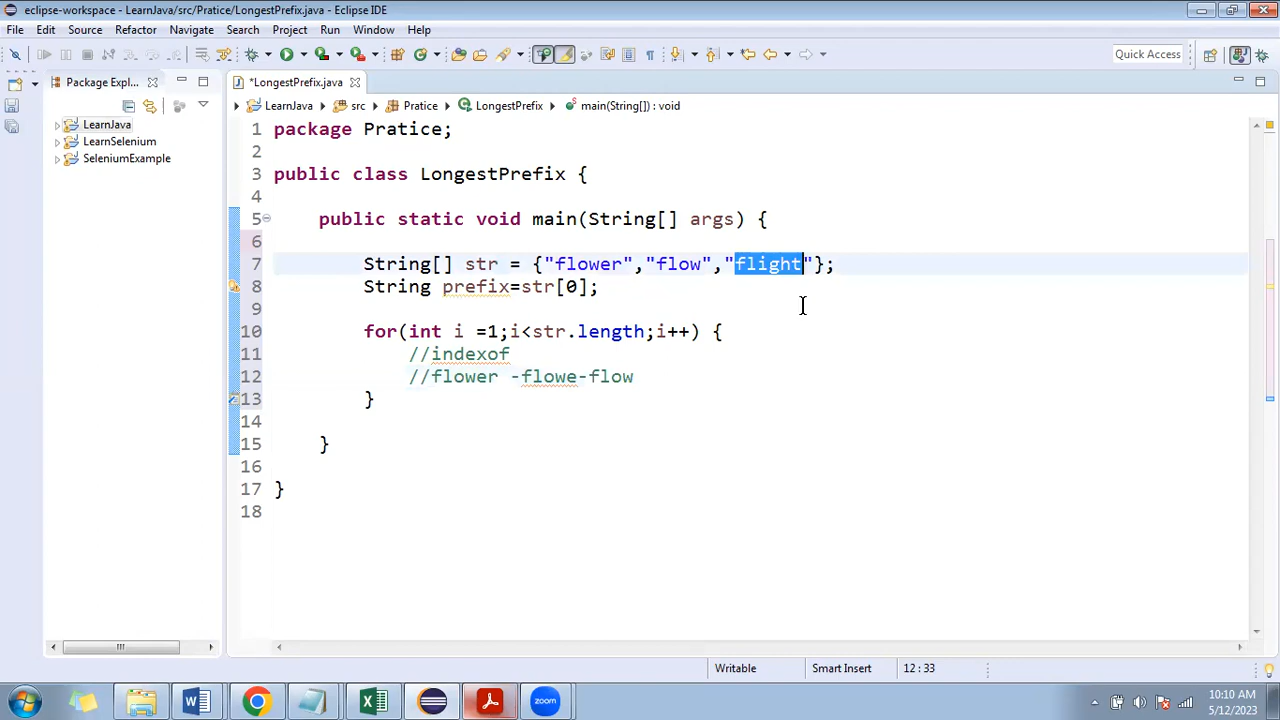 eclipse-workspace - LearnJava/src/Pratice/LongestPrefix.java - Eclipse IDE
File Edit Source Refactor Navigate Search Project Run Window Help
Quick Access
Package Expl...
*LongestPrefix.java
LearnJava src Pratice LongestPrefix main(String[]) : void
LearnJava
LearnSelenium
SeleniumExample
1 package Pratice;
2
3 public class LongestPrefix {
4
5 public static void main(String[] args) {
6
7 String[] str = {"flower","flow","flight"};
8 String prefix=str[0];
9
10 for(int i =1;i<str.length;i++) {
11 //indexof
12 //flower -flowe-flow
13 }
14
15 }
16
17 }
18
Writable Smart Insert 12 : 33
zoom
10:10 AM
5/12/2023